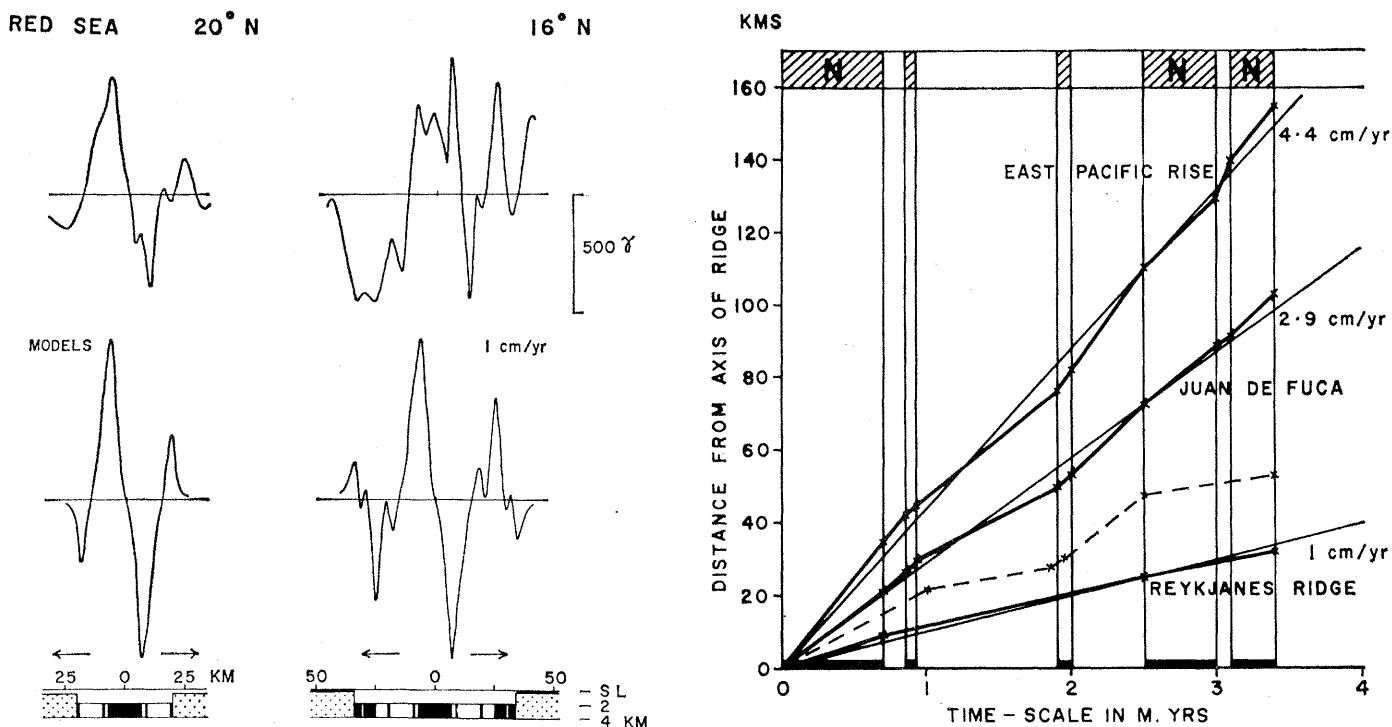 RED SEA 20° N 16° N
500 γ
MODELS 1 cm/yr
25 0 25 KM
50 0 50
SL
2
4 KM
KMS
N N N
160
140
120
100
80
60
40
20
0
DISTANCE FROM AXIS OF RIDGE
4·4 cm/yr
EAST PACIFIC RISE
2·9 cm/yr
JUAN DE FUCA
1 cm/yr
REYKJANES RIDGE
0 1 2 3 4
TIME – SCALE IN M. YRS